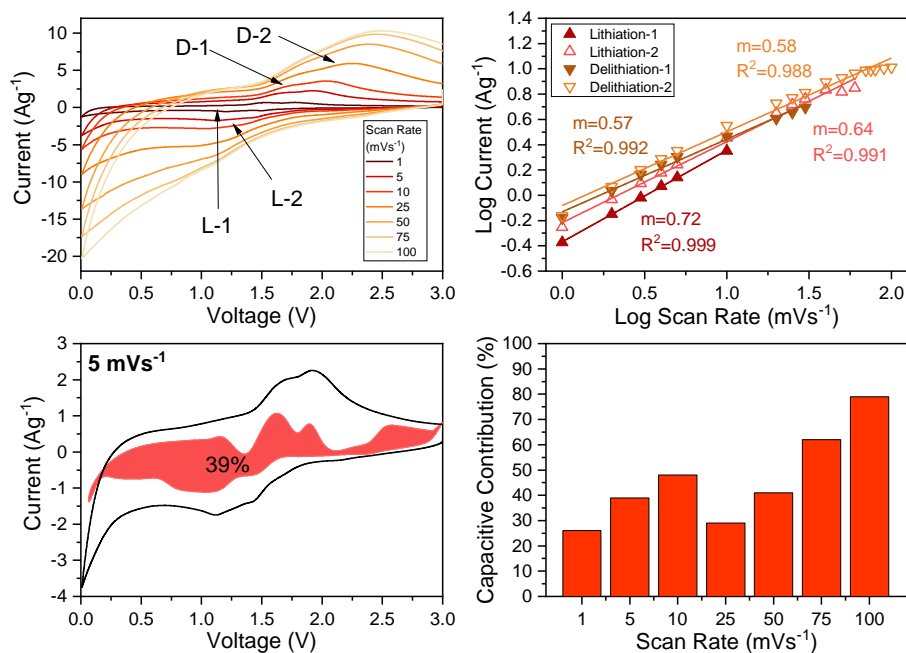 10
5
0
-5
-10
-15
-20
Current (Ag⁻¹)
D-1
D-2
L-1
L-2
Scan Rate
(mVs⁻¹)
1
5
10
25
50
75
100
0.0 0.5 1.0 1.5 2.0 2.5 3.0
Voltage (V)
1.4
1.2
1.0
0.8
0.6
0.4
0.2
0.0
-0.2
-0.4
-0.6
Log Current (Ag⁻¹)
Lithiation-1
Lithiation-2
Delithiation-1
Delithiation-2
m=0.58
R²=0.988
m=0.57
R²=0.992
m=0.64
R²=0.991
m=0.72
R²=0.999
0.0 0.5 1.0 1.5 2.0
Log Scan Rate (mVs⁻¹)
3
2
1
0
-1
-2
-3
-4
Current (Ag⁻¹)
5 mVs⁻¹
39%
0.0 0.5 1.0 1.5 2.0 2.5 3.0
Voltage (V)
100
90
80
70
60
50
40
30
20
10
0
Capacitive Contribution (%)
1 5 10 25 50 75 100
Scan Rate (mVs⁻¹)